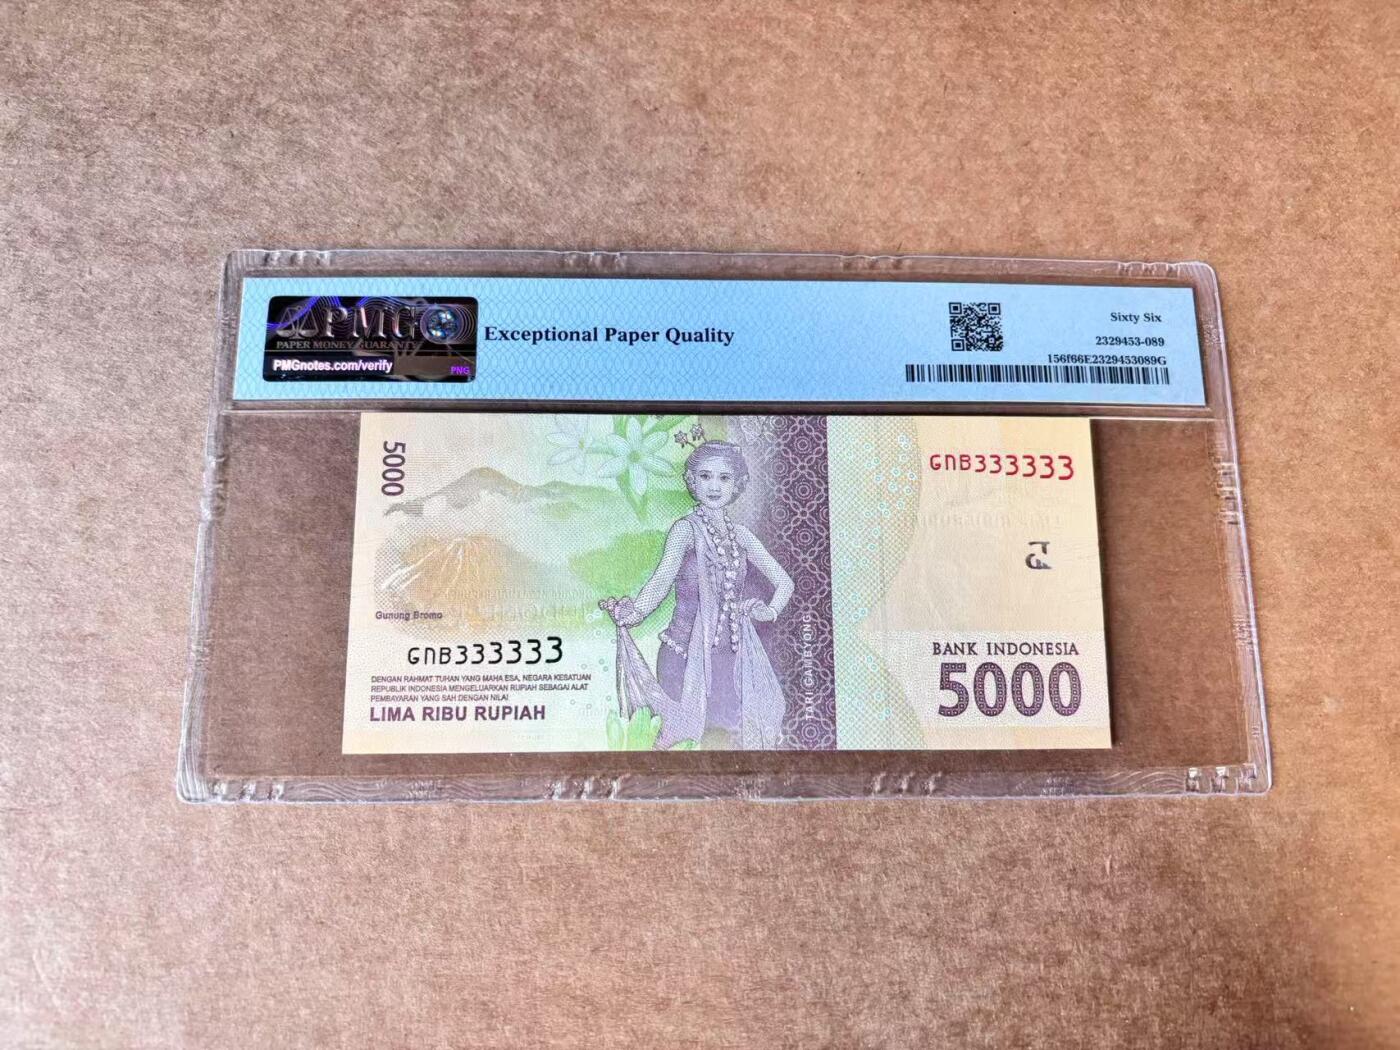 PMG
PAPER MONEY GUARANTY
PMGnotes.com/verify
PNG
Exceptional Paper Quality
Sixty Six
2329453-089
156f66E2329453089G
5000
GNB333333
Gunung Bromo
GNB333333
DENGAN RAHMAT TUHAN YANG MAHA ESA, NEGARA KESATUAN
REPUBLIK INDONESIA MENGELUARKAN RUPIAH SEBAGAI ALAT
PEMBAYARAN YANG SAH DENGAN NILAI
LIMA RIBU RUPIAH
TARI GAMBYONG
BANK INDONESIA
5000